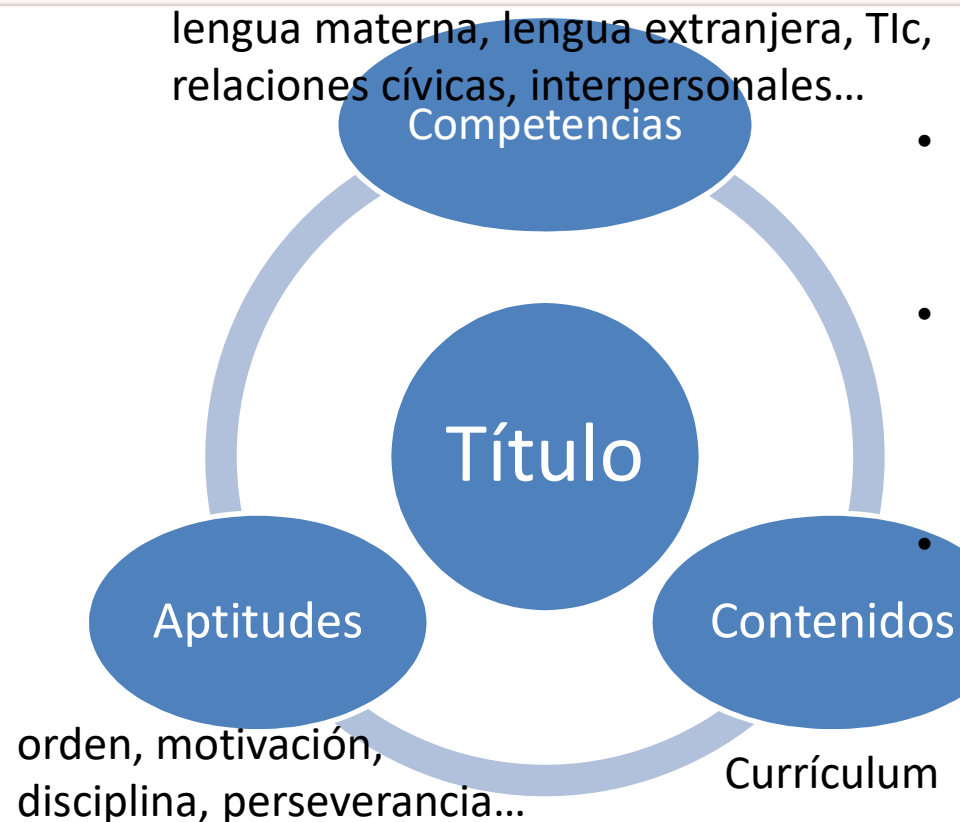 lengua materna, lengua extranjera, TIc,
relaciones cívicas, interpersonales…
Competencias
•
•
Título
•
Aptitudes
Contenidos
orden, motivación,
disciplina, perseverancia…
Currículum